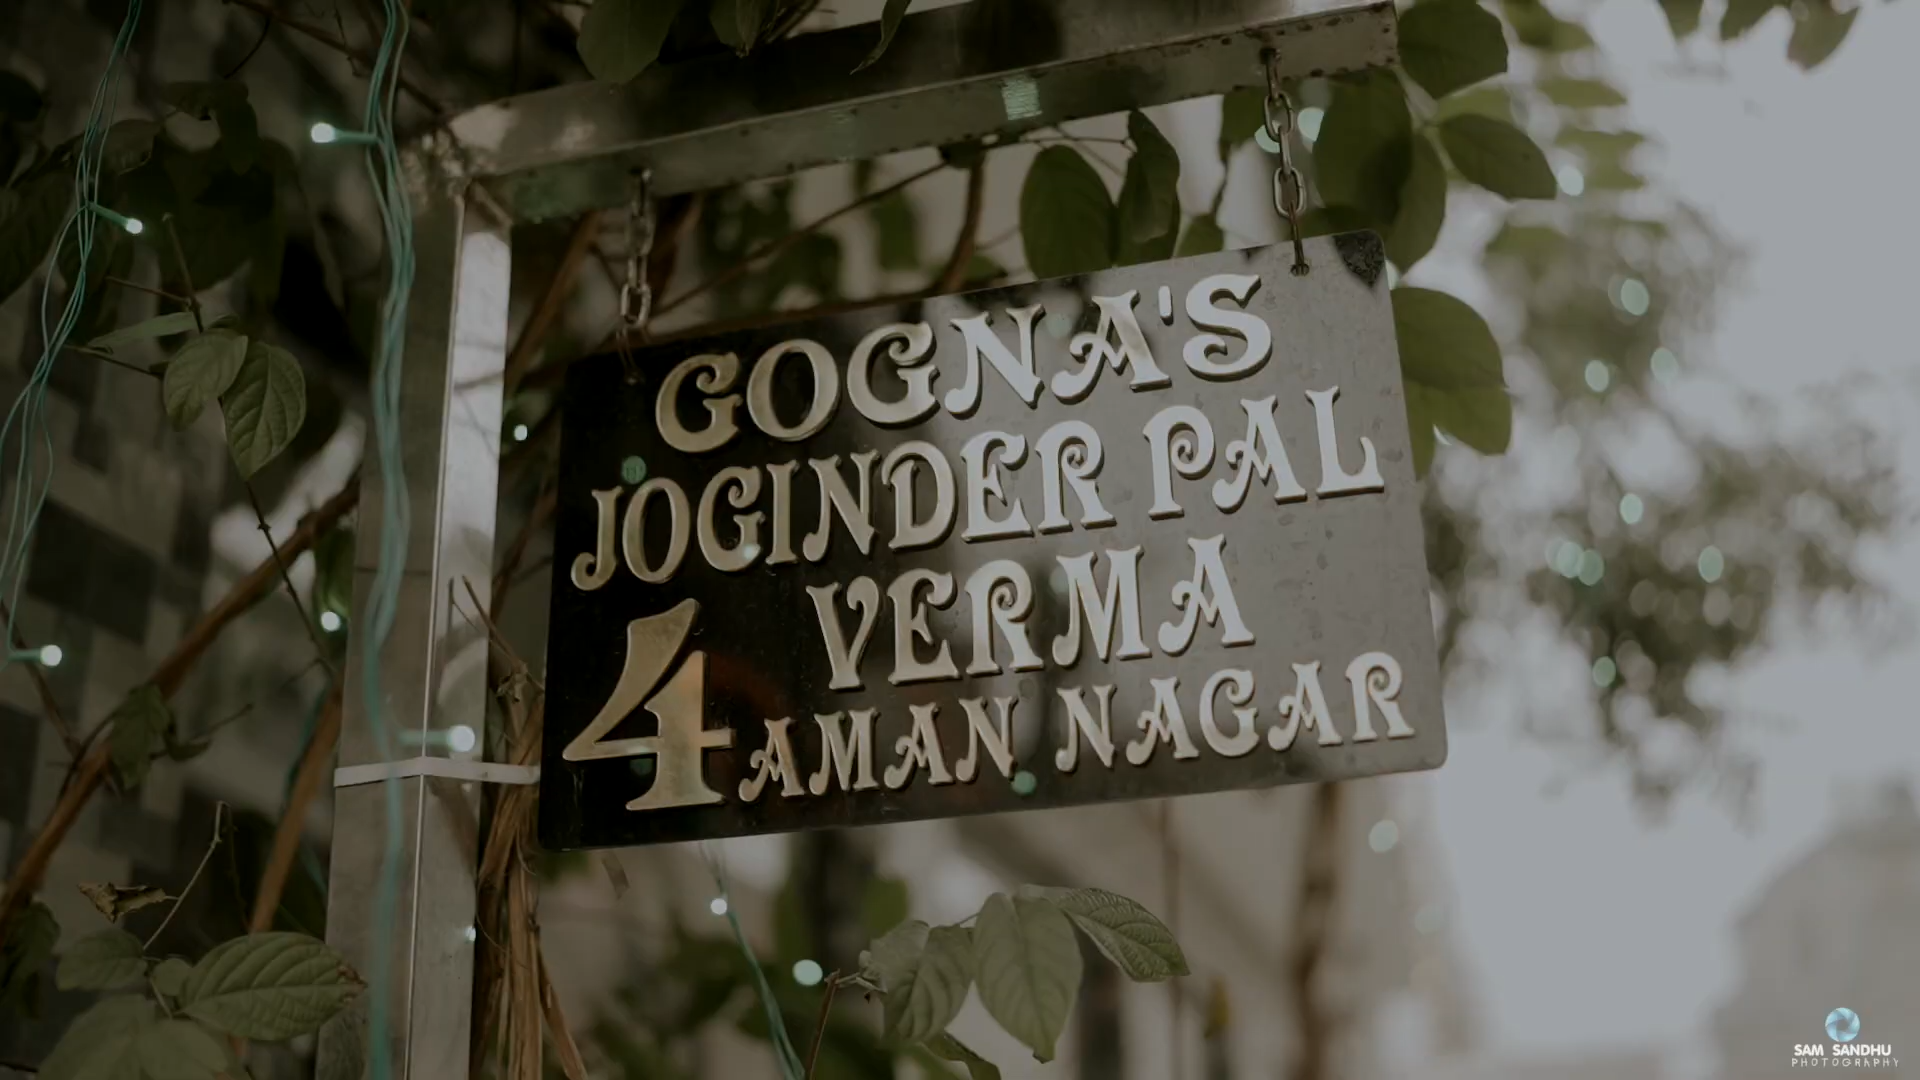 GOGNA'S
JOGINDER PAL
VERMA
4 AMAN NAGAR
SAM SANDHU
PHOTOGRAPHY